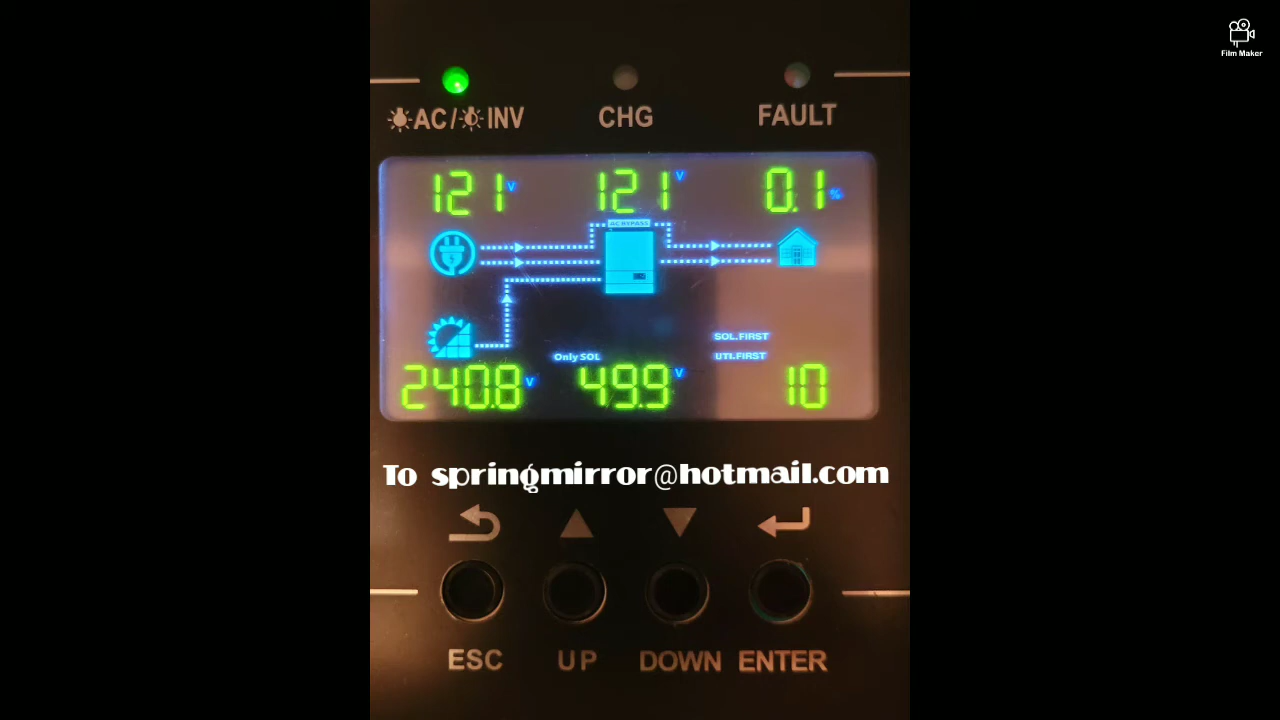 Film Maker
AC/ INV CHG FAULT
121 V 121 V 0.1 %
AC BYPASS
SOL.FIRST
Only SOL UTI.FIRST
240.8 V 49.9 V 10
To springmirror@hotmail.com
ESC UP DOWN ENTER